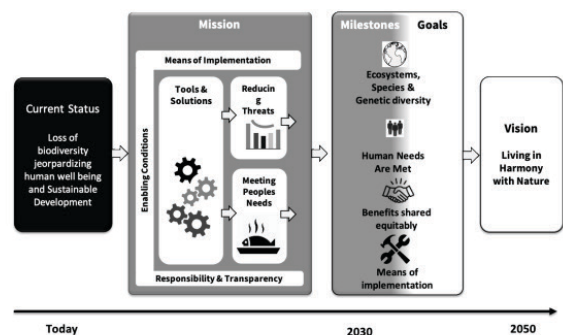 Mission
Milestones
Goals
Means of Implementation
Current Status
Loss of
biodiversity
jeorpardizing
human well being
and Sustainable
Development
Enabling Conditions
Tools &
Solutions
Reducin
g
Threats
Meeting
Peoples
Needs
Responsibility & Transparency
Ecosystems,
Species &
Genetic diversity
Human Needs
Are Met
Benefits shared
equitably
Means of
implementation
Vision
Living in
Harmony
with Nature
Today
2030
2050